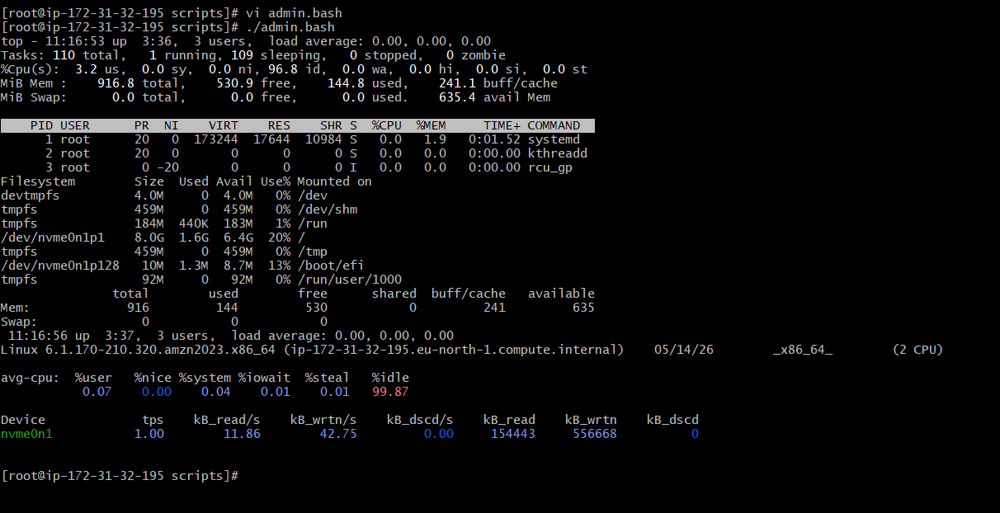 [root@ip-172-31-32-195 scripts]# vi admin.bash
[root@ip-172-31-32-195 scripts]# ./admin.bash
top - 11:16:53 up  3:36,  3 users,  load average: 0.00, 0.00, 0.00
Tasks: 110 total,   1 running, 109 sleeping,   0 stopped,   0 zombie
%Cpu(s):  3.2 us,  0.0 sy,  0.0 ni, 96.8 id,  0.0 wa,  0.0 hi,  0.0 si,  0.0 st
MiB Mem :    916.8 total,    530.9 free,    144.8 used,    241.1 buff/cache
MiB Swap:      0.0 total,      0.0 free,      0.0 used.    635.4 avail Mem
    PID USER      PR  NI    VIRT    RES    SHR S  %CPU  %MEM     TIME+ COMMAND
      1 root      20   0  173244  17644  10984 S   0.0   1.9   0:01.52 systemd
      2 root      20   0       0      0      0 S   0.0   0.0   0:00.00 kthreadd
      3 root       0 -20       0      0      0 I   0.0   0.0   0:00.00 rcu_gp
Filesystem        Size  Used Avail Use% Mounted on
devtmpfs          4.0M     0  4.0M   0% /dev
tmpfs             459M     0  459M   0% /dev/shm
tmpfs             184M  440K  183M   1% /run
/dev/nvme0n1p1    8.0G  1.6G  6.4G  20% /
tmpfs             459M     0  459M   0% /tmp
/dev/nvme0n1p128   10M  1.3M  8.7M  13% /boot/efi
tmpfs              92M     0   92M   0% /run/user/1000
               total        used        free      shared  buff/cache   available
Mem:             916         144         530           0         241         635
Swap:              0           0           0
 11:16:56 up  3:37,  3 users,  load average: 0.00, 0.00, 0.00
Linux 6.1.170-210.320.amzn2023.x86_64 (ip-172-31-32-195.eu-north-1.compute.internal)    05/14/26        _x86_64_        (2 CPU)
avg-cpu:  %user   %nice %system %iowait  %steal   %idle
           0.07    0.00    0.04    0.01    0.01   99.87
Device             tps    kB_read/s    kB_wrtn/s    kB_dscd/s    kB_read    kB_wrtn    kB_dscd
nvme0n1           1.00        11.86        42.75         0.00     154443     556668          0
[root@ip-172-31-32-195 scripts]#